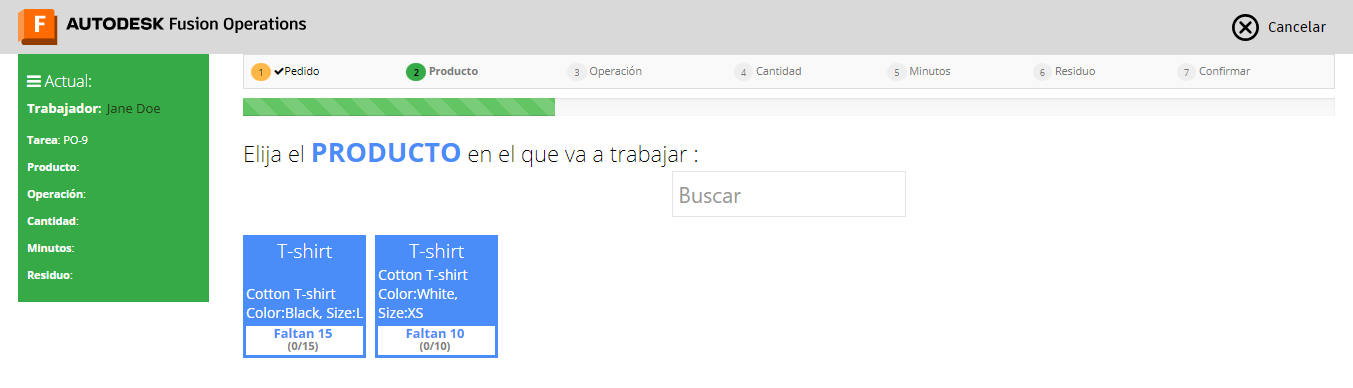 F AUTODESK Fusion Operations
Cancelar
Actual:
Trabajador: Jane Doe
Tarea: PO-9
Producto:
Operación:
Cantidad:
Minutos:
Residuo:
1 Pedido
2 Producto
3 Operación
4 Cantidad
5 Minutos
6 Residuo
7 Confirmar
Elija el PRODUCTO en el que va a trabajar :
Buscar
T-shirt
Cotton T-shirt
Color:Black, Size:L
Faltan 15
(0/15)
T-shirt
Cotton T-shirt
Color:White,
Size:XS
Faltan 10
(0/10)